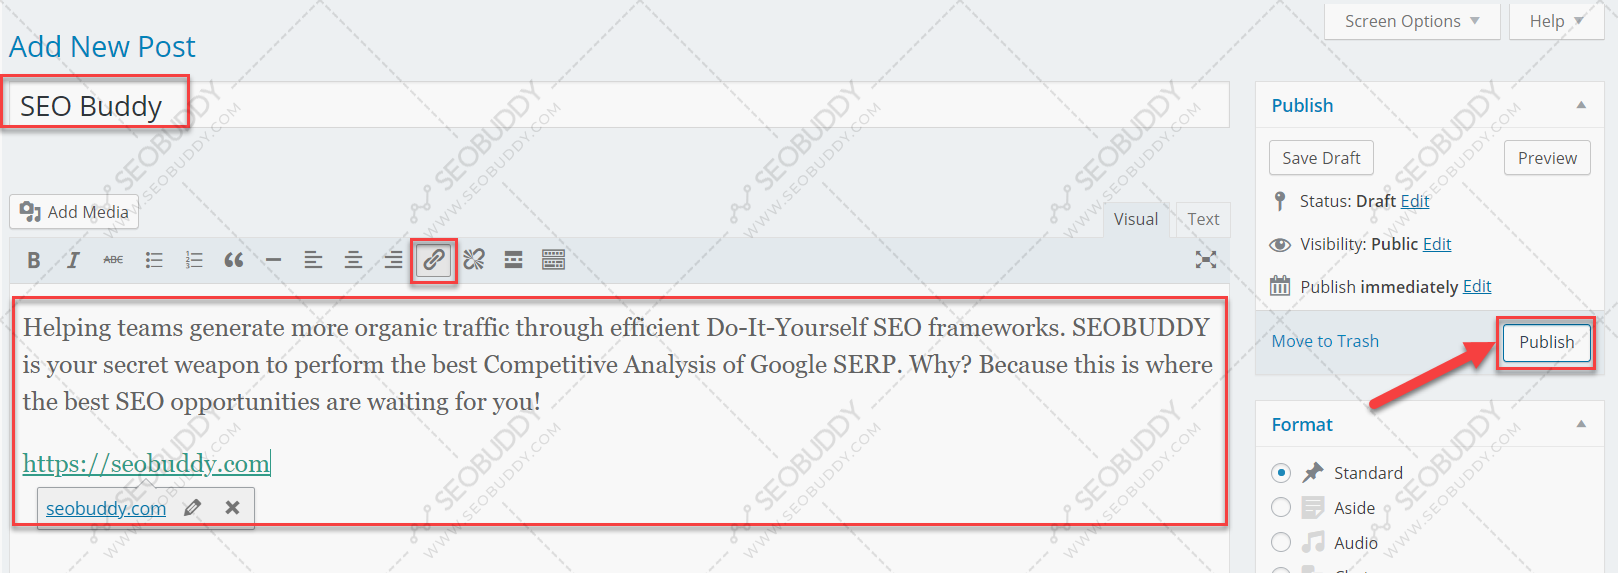 Screen Options
Help
Add New Post
SEO Buddy
Add Media
Visual
Text
B I ABC
Helping teams generate more organic traffic through efficient Do-It-Yourself SEO frameworks. SEOBUDDY
is your secret weapon to perform the best Competitive Analysis of Google SERP. Why? Because this is where
the best SEO opportunities are waiting for you!
https://seobuddy.com
seobuddy.com
Publish
Save Draft
Preview
Status: Draft Edit
Visibility: Public Edit
Publish immediately Edit
Move to Trash
Publish
Format
Standard
Aside
Audio
SEOBUDDY
WWW.SEOBUDDY.COM